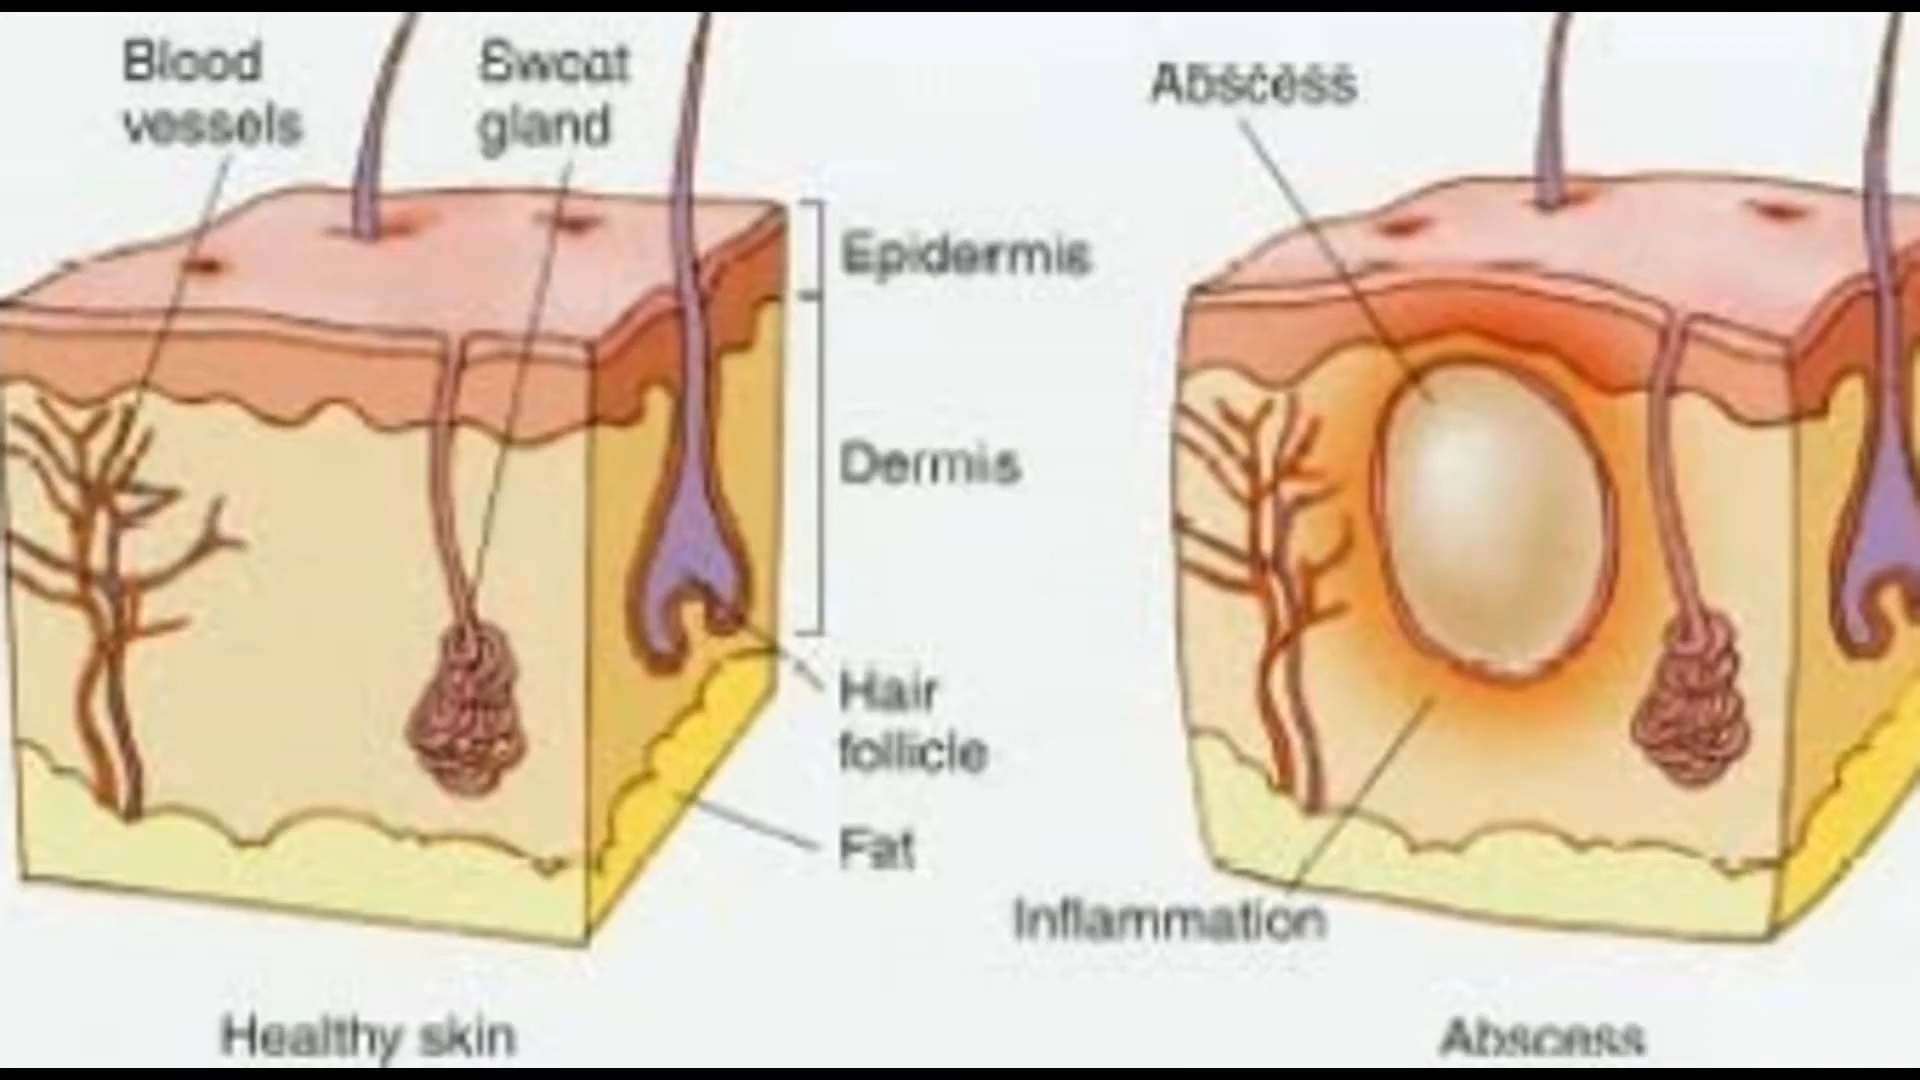 Blood
vessels
Sweat
gland
Epidermis
Dermis
Hair
follicle
Fat
Healthy skin
Abscess
Inflammation
Abscess